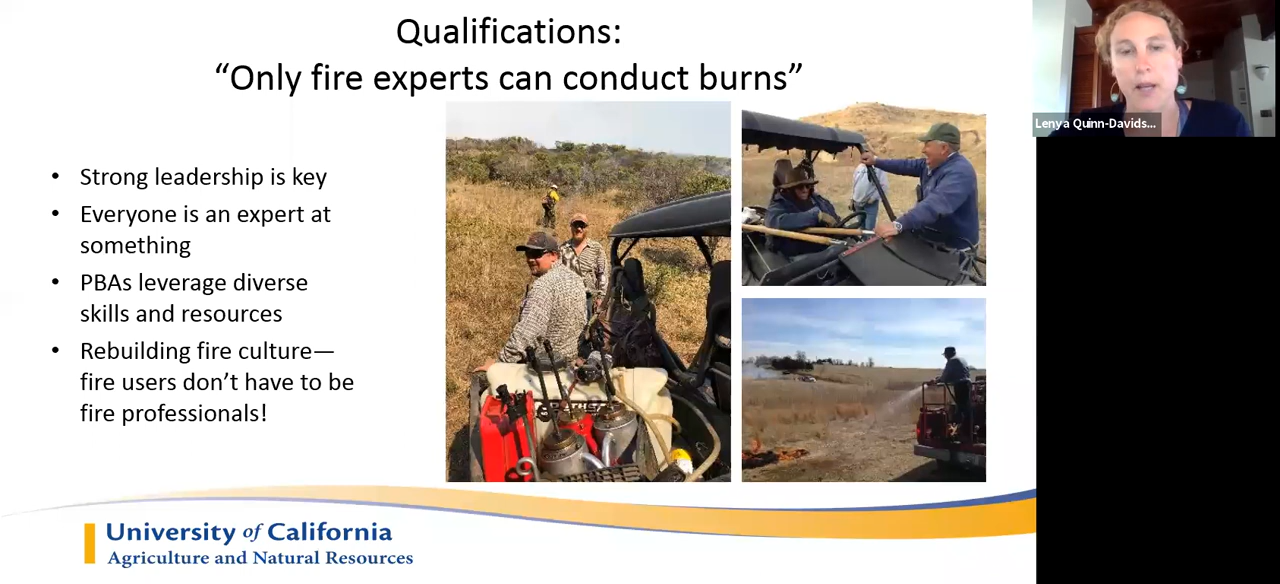 Qualifications:
“Only fire experts can conduct burns”
• Strong leadership is key
• Everyone is an expert at
something
• PBAs leverage diverse
skills and resources
• Rebuilding fire culture—
fire users don’t have to be
fire professionals!
University of California
Agriculture and Natural Resources
Lenya Quinn-Davids...